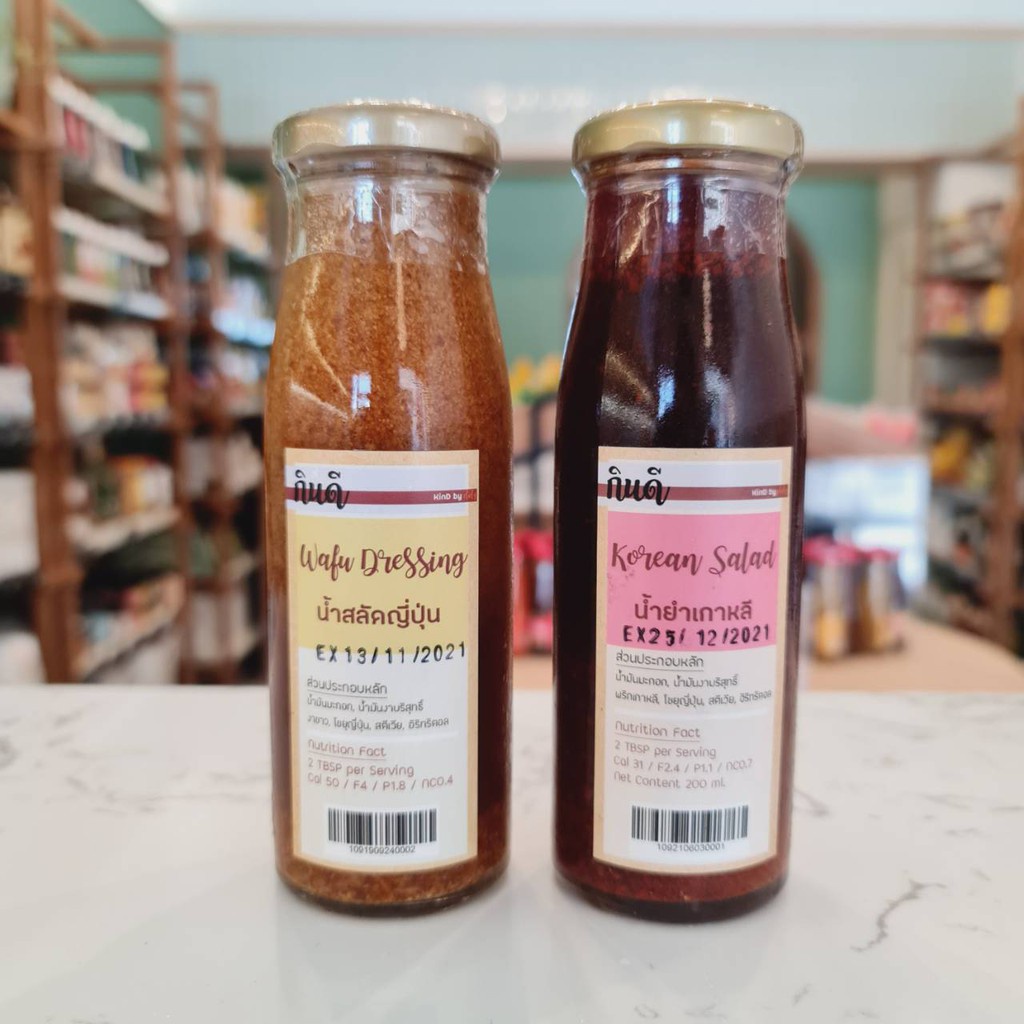 กินดี
KinD by
Wafu Dressing
น้ำสลัดญี่ปุ่น
EX13/11/2021
ส่วนประกอบหลัก
น้ำมันมะกอก, น้ำมันงาบริสุทธิ์
งาขาว, โชยุญี่ปุ่น, สตีเวีย, อิริทริตอล
Nutrition Fact
2 TBSP per Serving
Cal 50 / F4 / P1.8 / NC0.4
1091909240002
กินดี
KinD by
Korean Salad
น้ำยำเกาหลี
EX25/ 12/2021
ส่วนประกอบหลัก
น้ำมันมะกอก, น้ำมันงาบริสุทธิ์
พริกเกาหลี, โชยุญี่ปุ่น, สตีเวีย, อิริทริตอล
Nutrition Fact
2 TBSP per Serving
Cal 31 / F2.4 / P1.1 / NC0.7
Net Content 200 ml
1092106030001